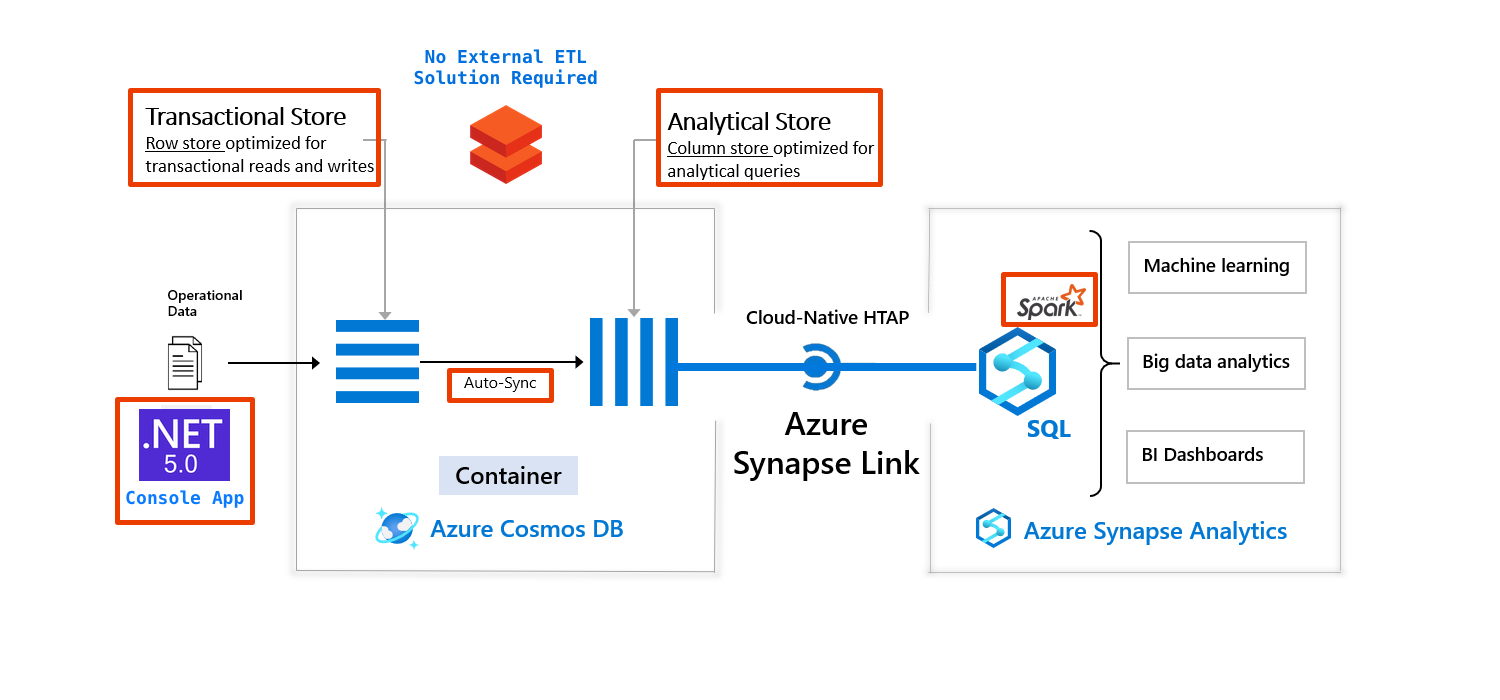 No External ETL
Solution Required
Transactional Store
Row store optimized for
transactional reads and writes
Analytical Store
Column store optimized for
analytical queries
Operational
Data
.NET
5.0
Console App
Auto-Sync
Container
Azure Cosmos DB
Cloud-Native HTAP
Azure
Synapse Link
APACHE
Spark
TM
SQL
Machine learning
Big data analytics
BI Dashboards
Azure Synapse Analytics